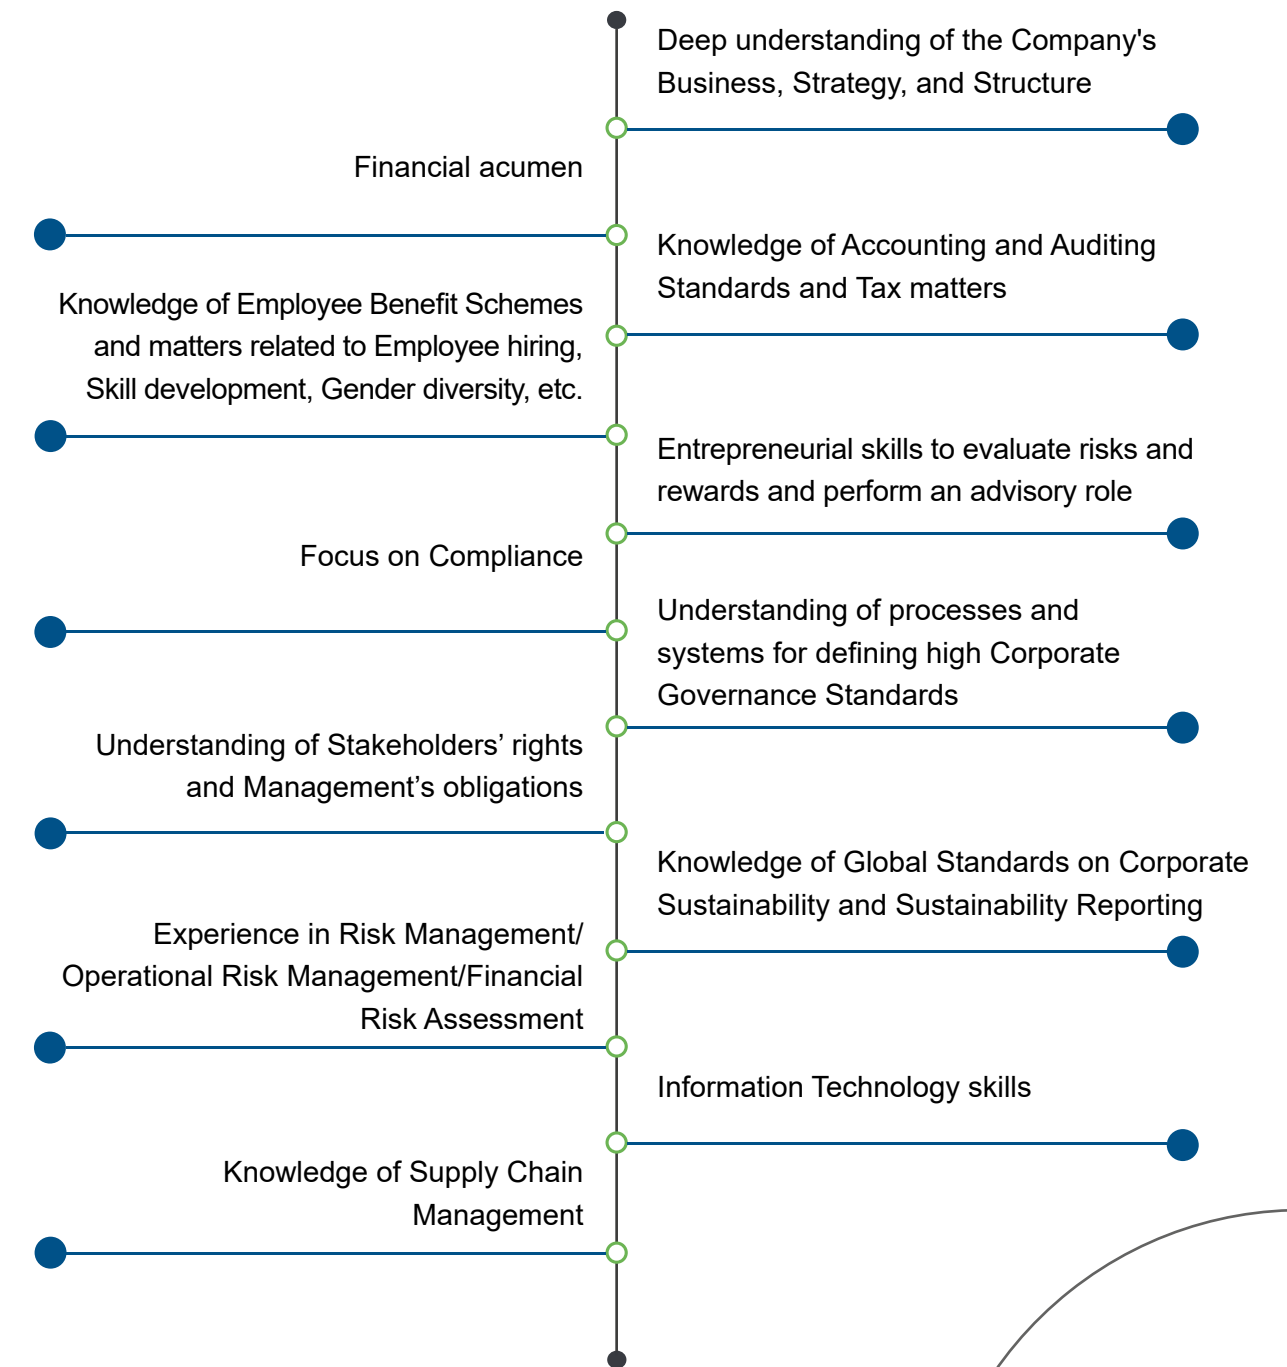 Deep understanding of the Company's
Business, Strategy, and Structure
Financial acumen
Knowledge of Accounting and Auditing
Standards and Tax matters
Knowledge of Employee Benefit Schemes
and matters related to Employee hiring,
Skill development, Gender diversity, etc.
Entrepreneurial skills to evaluate risks and
rewards and perform an advisory role
Focus on Compliance
Understanding of processes and
systems for defining high Corporate
Governance Standards
Understanding of Stakeholders’ rights
and Management’s obligations
Knowledge of Global Standards on Corporate
Sustainability and Sustainability Reporting
Experience in Risk Management/
Operational Risk Management/Financial
Risk Assessment
Information Technology skills
Knowledge of Supply Chain
Management